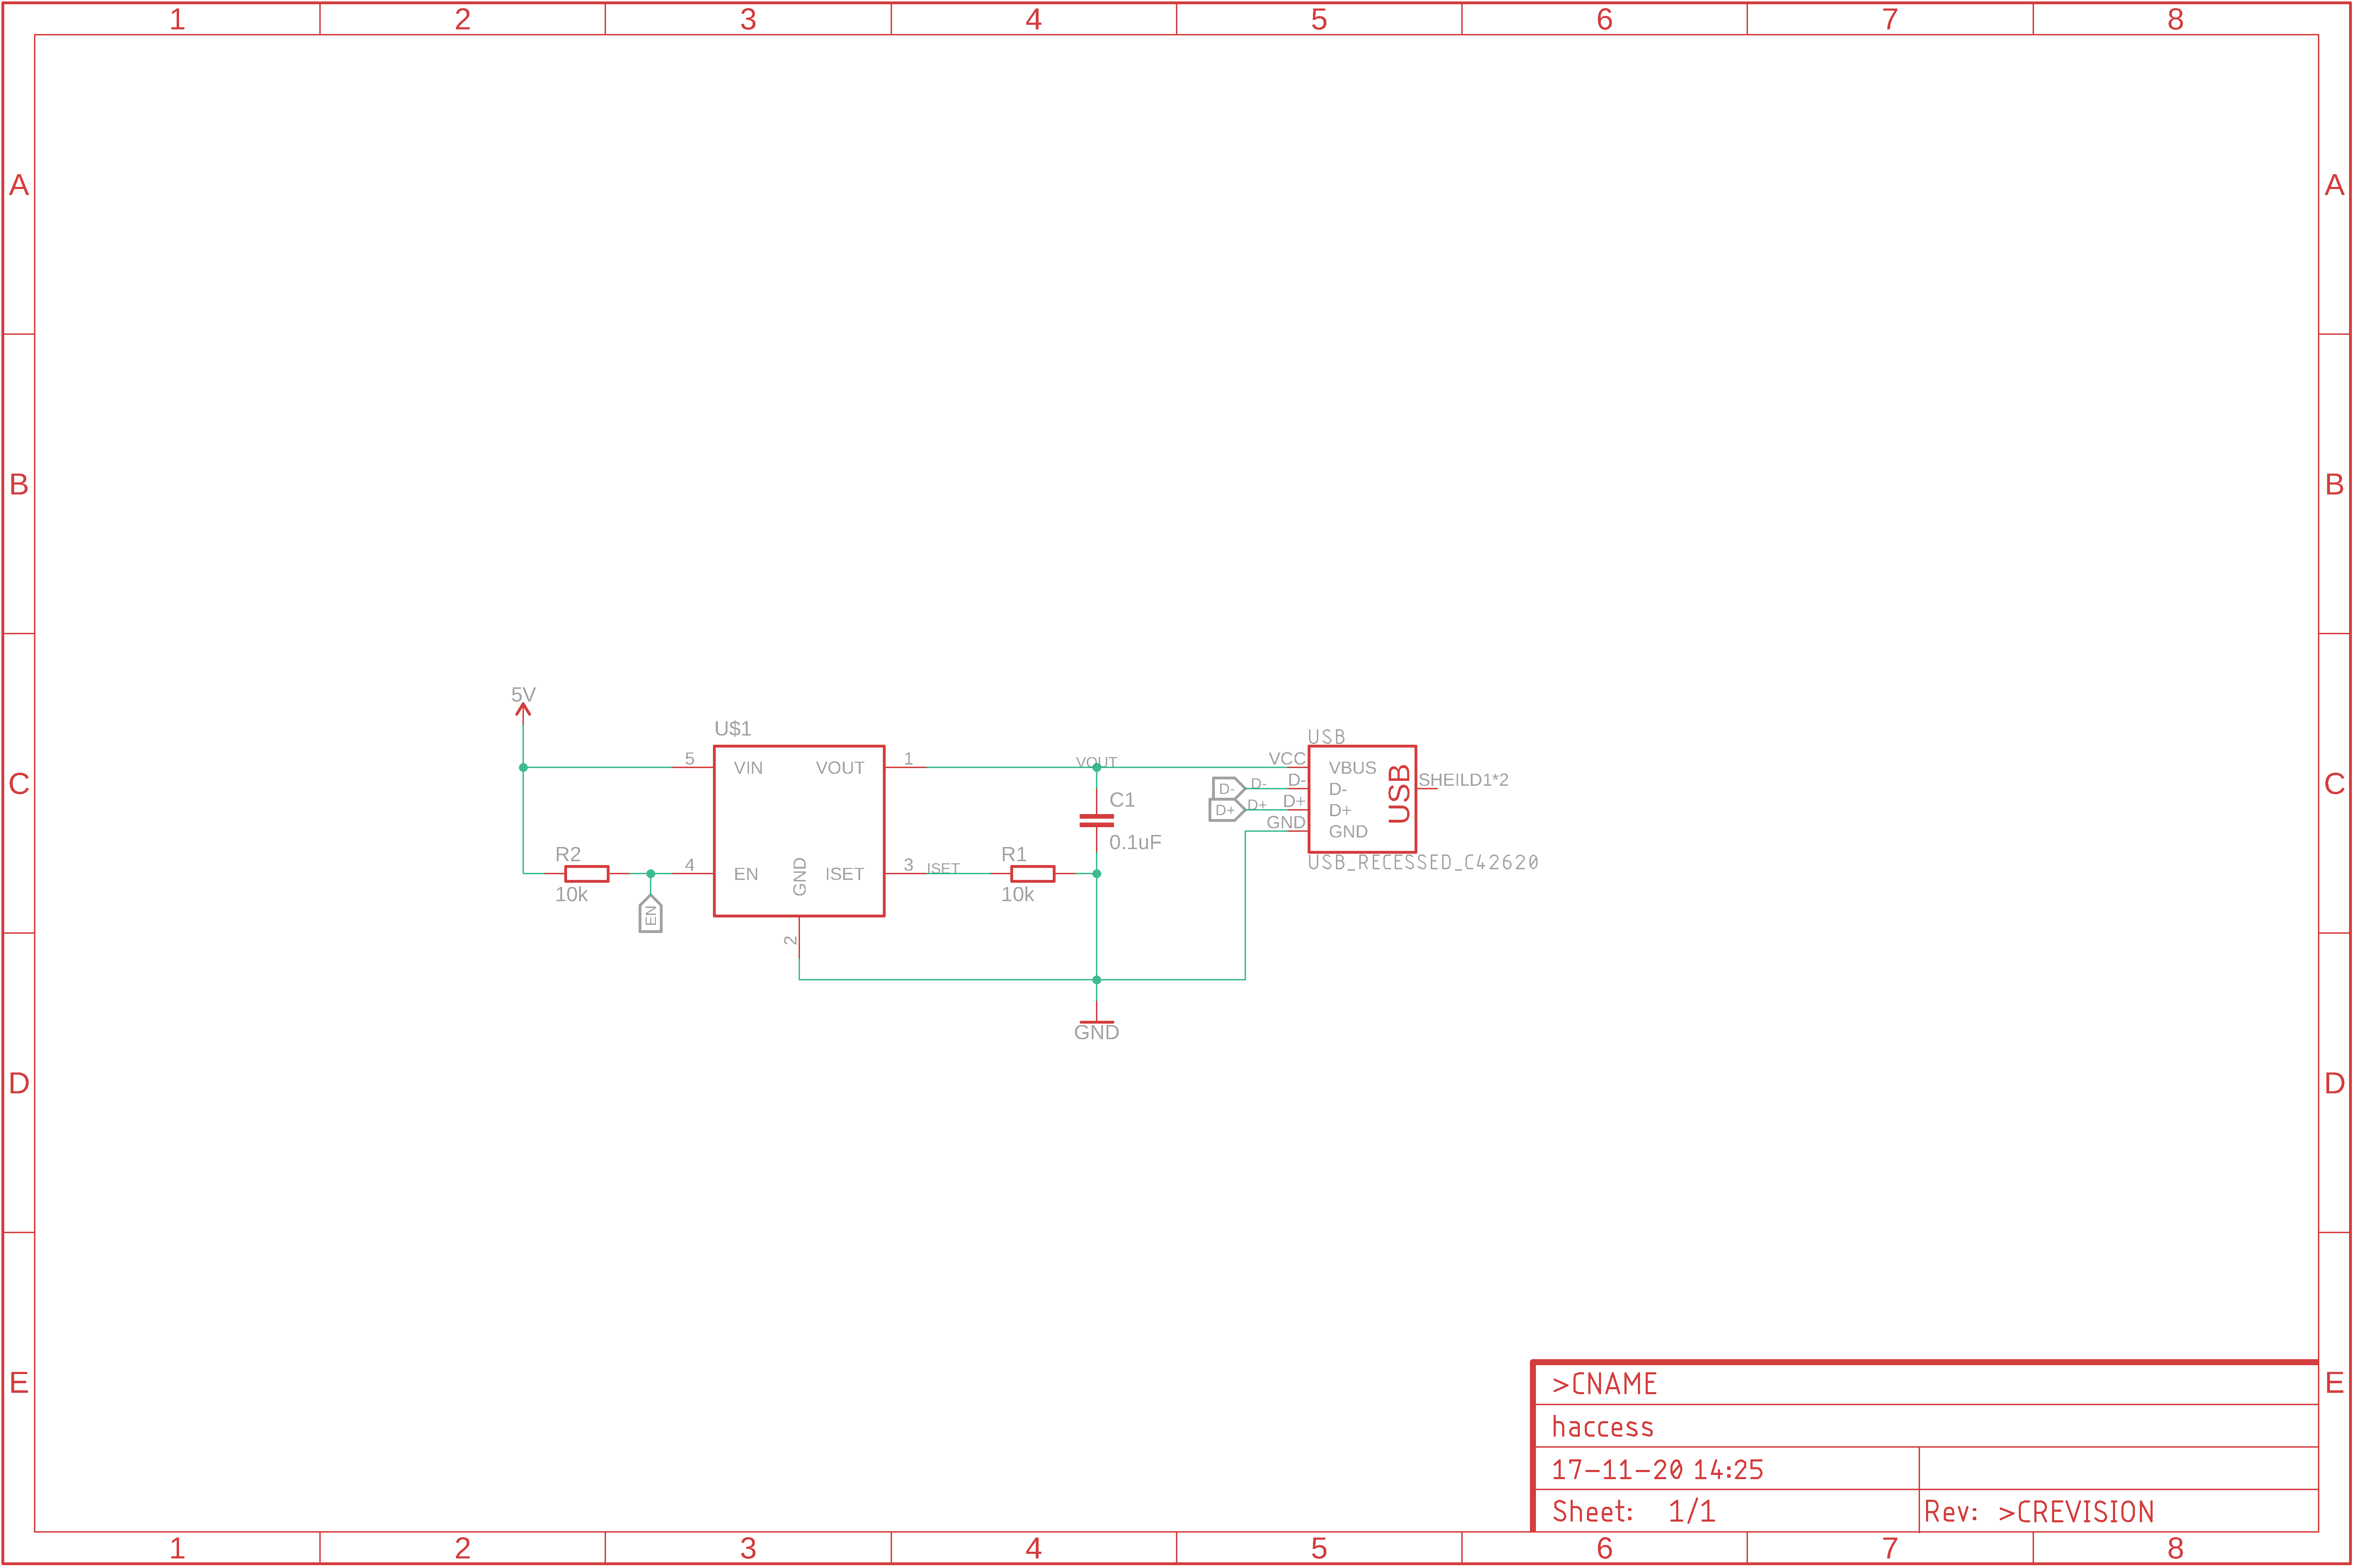 1 2 3 4 5 6 7 8
A A
B B
5V
U$1
USB
5 VIN VOUT 1 VOUT VCC VBUS
D- D- D- D- SHEILD1*2
D+ D+ D+ D+
GND GND
USB
C C
C1
0.1uF
USB_RECESSED_C42620
R2 R1
4 EN GND ISET 3 ISET
10k 10k
EN
2
GND
D D
>CNAME
E E
haccess
17-11-20 14:25
Sheet: 1/1 Rev: >CREVISION
1 2 3 4 5 6 7 8